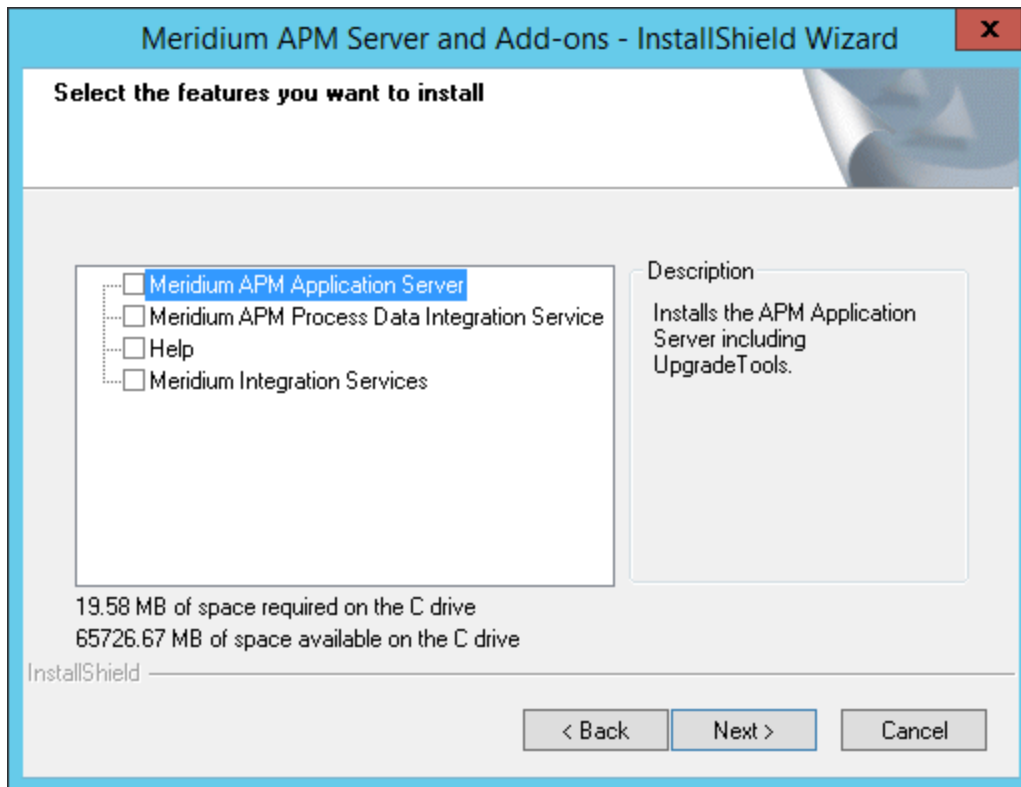 Meridium APM Server and Add-ons - InstallShield Wizard
x
Select the features you want to install
Meridium APM Application Server
Meridium APM Process Data Integration Service
Help
Meridium Integration Services
Description
Installs the APM Application
Server including
UpgradeTools.
19.58 MB of space required on the C drive
65726.67 MB of space available on the C drive
InstallShield
< Back
Next >
Cancel